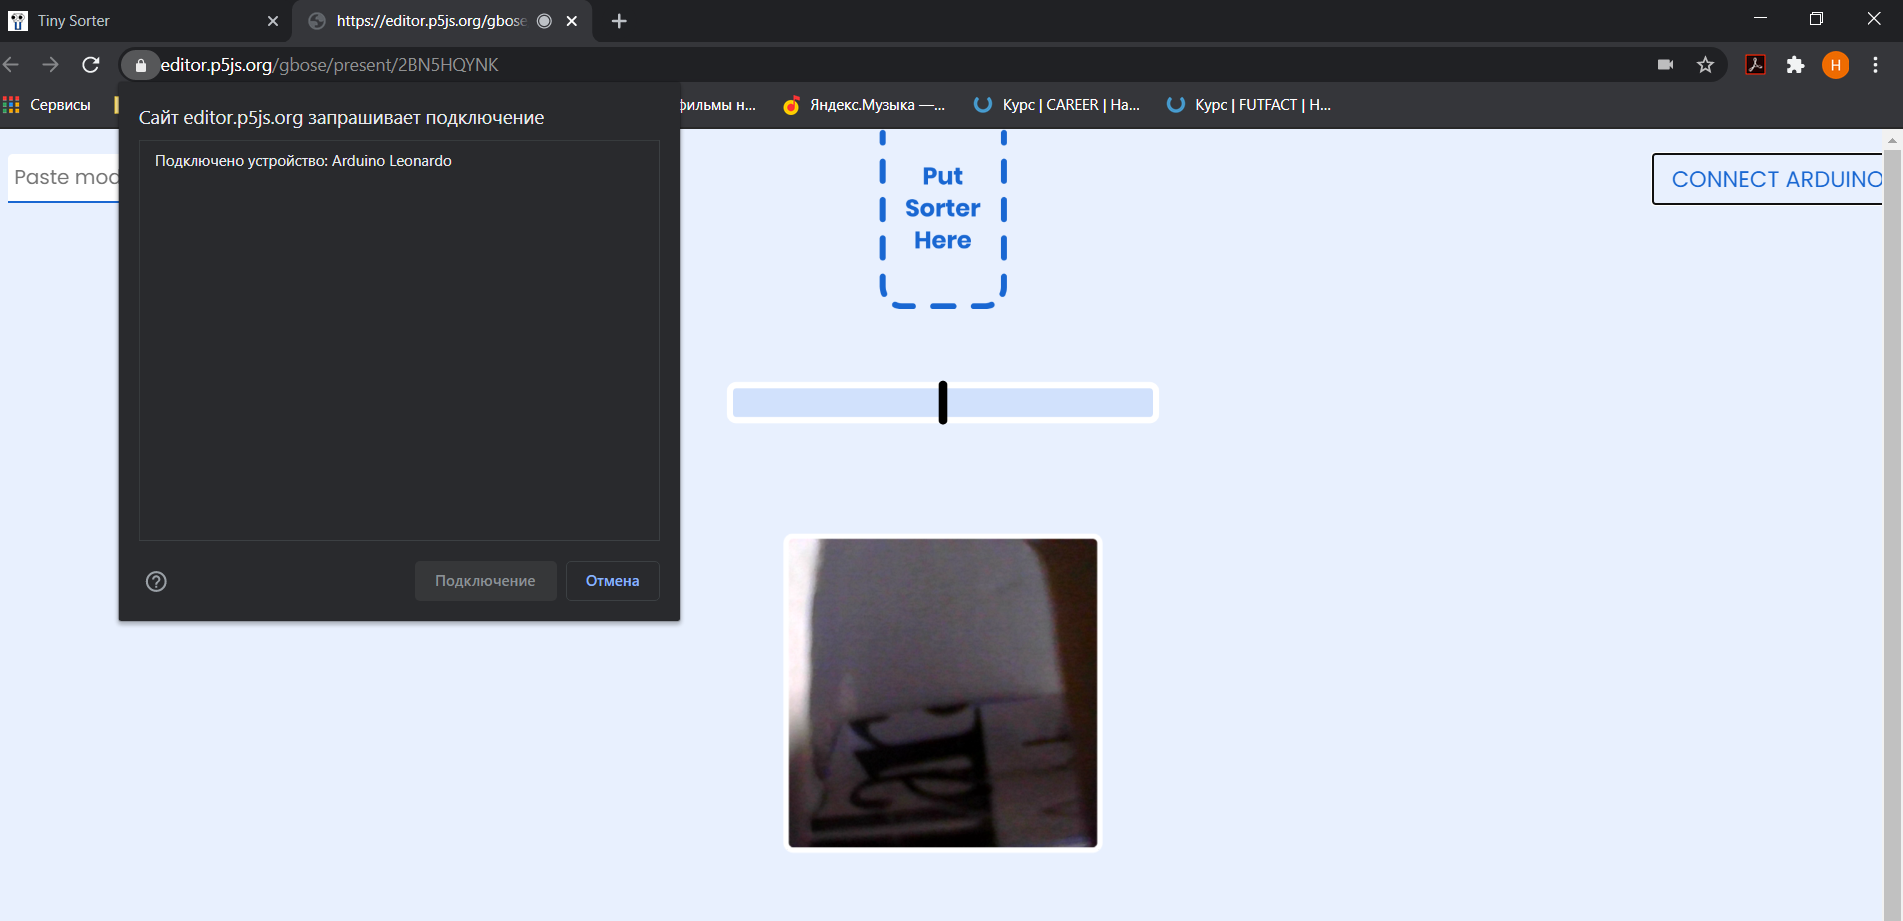 Tiny Sorter
https://editor.p5js.org/gbose
editor.p5js.org/gbose/present/2BN5HQYNK
H
Сервисы
фильмы н...
Яндекс.Музыка —...
Курс | CAREER | На...
Курс | FUTFACT | Н...
Сайт editor.p5js.org запрашивает подключение
Подключено устройство: Arduino Leonardo
Подключение
Отмена
Paste mod
Put
Sorter
Here
CONNECT ARDUINO